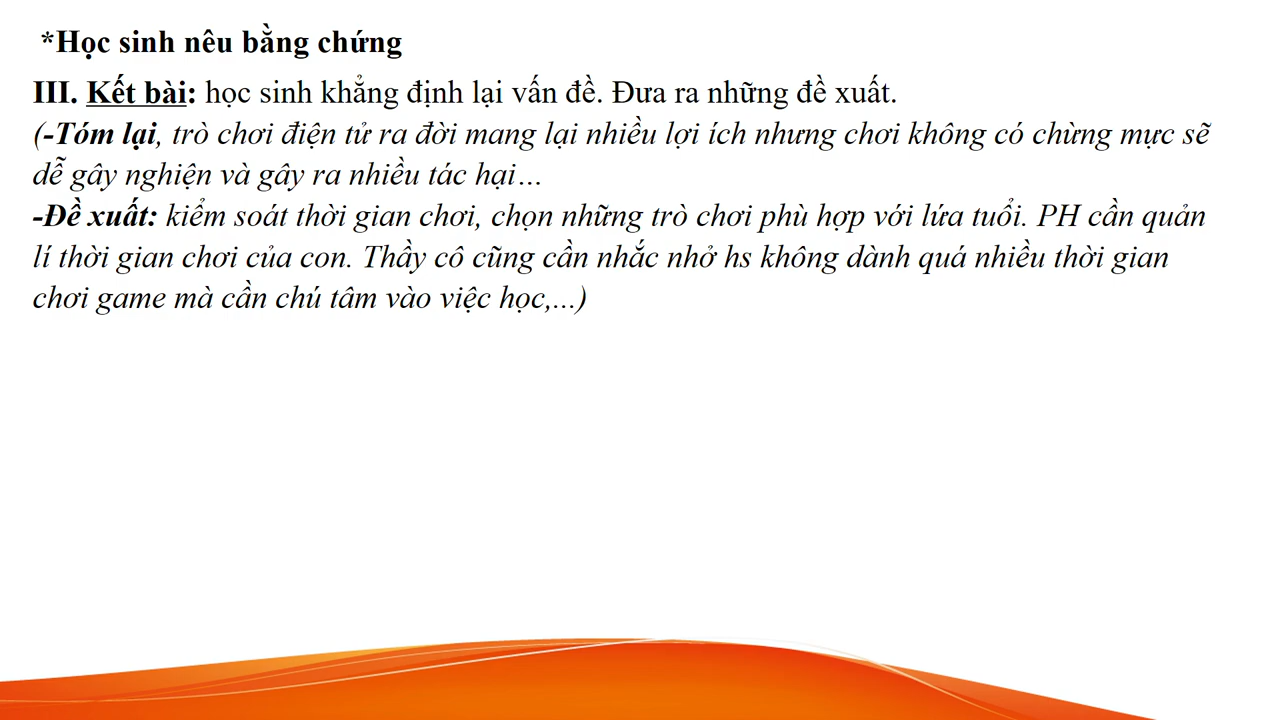 *Học sinh nêu bằng chứng
III. Kết bài: học sinh khẳng định lại vấn đề. Đưa ra những đề xuất.
(-Tóm lại, trò chơi điện tử ra đời mang lại nhiều lợi ích nhưng chơi không có chừng mực sẽ
dễ gây nghiện và gây ra nhiều tác hại…
-Đề xuất: kiểm soát thời gian chơi, chọn những trò chơi phù hợp với lứa tuổi. PH cần quản
lí thời gian chơi của con. Thầy cô cũng cần nhắc nhở hs không dành quá nhiều thời gian
chơi game mà cần chú tâm vào việc học,...)